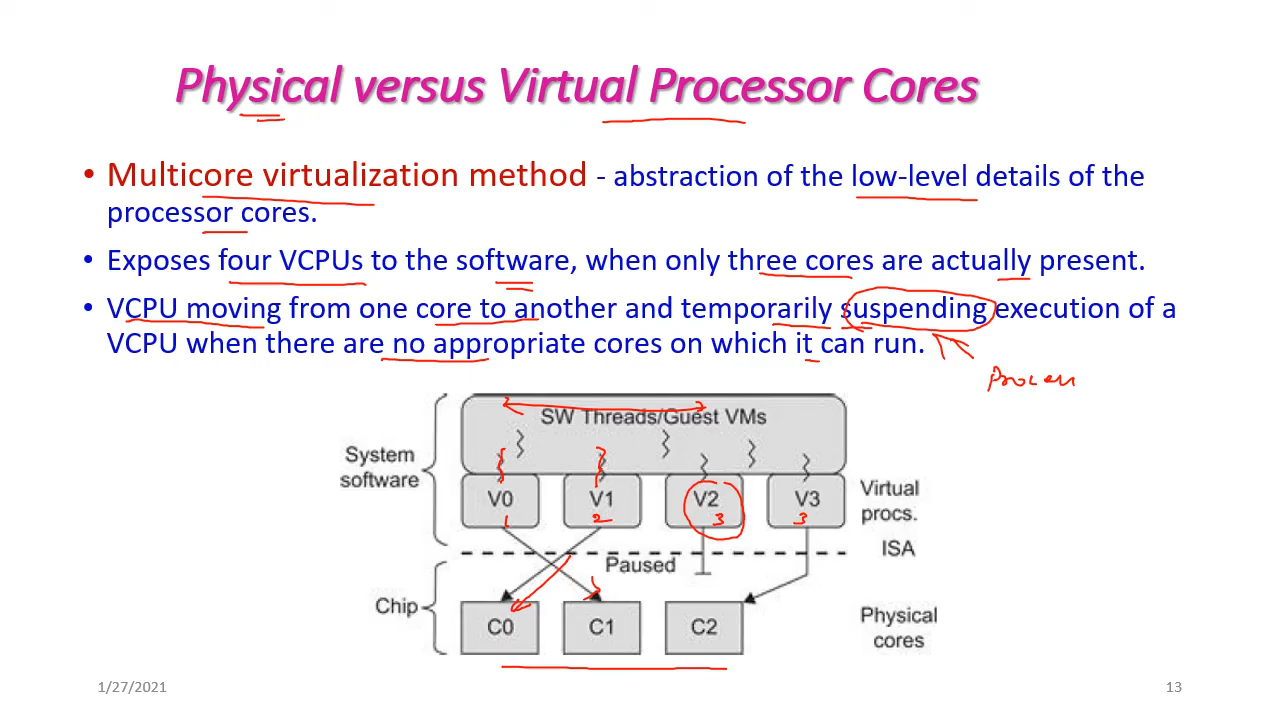 Physical versus Virtual Processor Cores
• Multicore virtualization method - abstraction of the low-level details of the
processor cores.
• Exposes four VCPUs to the software, when only three cores are actually present.
• VCPU moving from one core to another and temporarily suspending execution of a
VCPU when there are no appropriate cores on which it can run.
SW Threads/Guest VMs
System
software
V0
V1
V2
V3
1
2
3
3
Virtual
procs.
ISA
Paused
Chip
C0
C1
C2
Physical
cores
1/27/2021
13